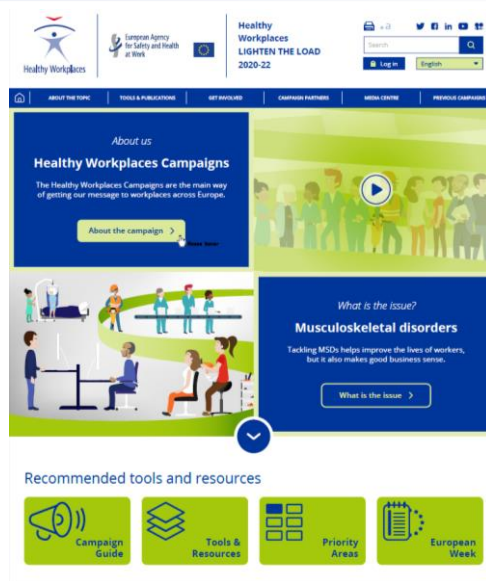 Healthy Workplaces
European Agency
for Safety and Health
at Work
Healthy
Workplaces
LIGHTEN THE LOAD
2020-22
Search
Log in
English
ABOUT THE TOPIC
TOOLS & PUBLICATIONS
GET INVOLVED
CAMPAIGN PARTNERS
MEDIA CENTRE
PREVIOUS CAMPAIGNS
About us
Healthy Workplaces Campaigns
The Healthy Workplaces Campaigns are the main way
of getting our message to workplaces across Europe.
About the campaign
What is the issue?
Musculoskeletal disorders
Tackling MSDs helps improve the lives of workers,
but it also makes good business sense.
What is the issue
Recommended tools and resources
Campaign
Guide
Tools &
Resources
Priority
Areas
European
Week